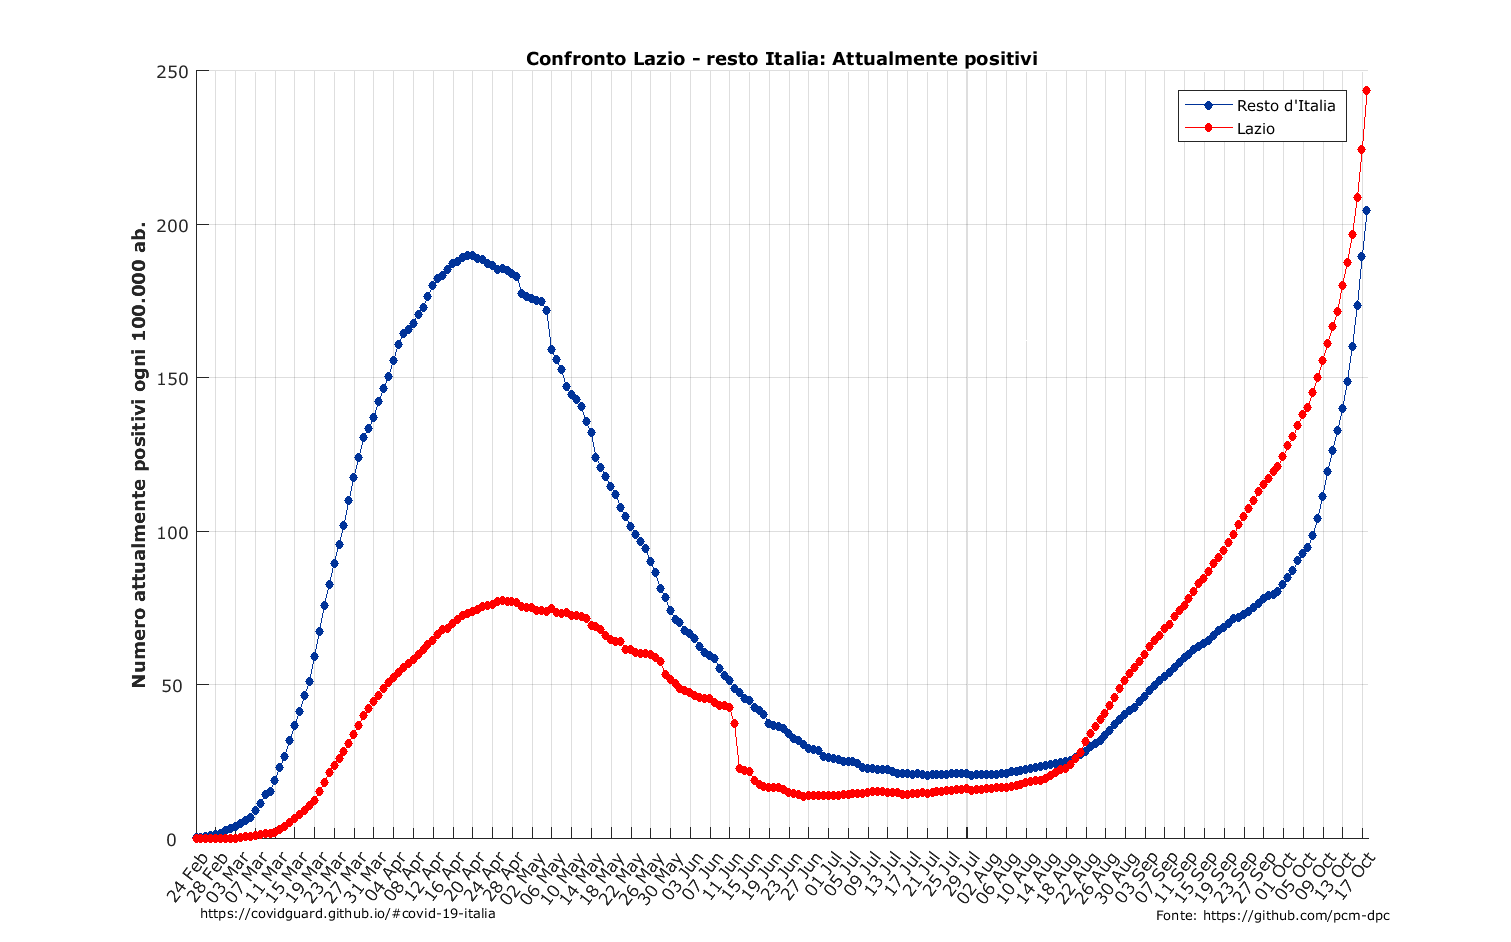 Confronto Lazio - resto Italia: Attualmente positivi
250
200
150
100
50
0
Numero attualmente positivi ogni 100.000 ab.
Resto d'Italia
Lazio
24 Feb
28 Feb
03 Mar
07 Mar
11 Mar
15 Mar
19 Mar
23 Mar
27 Mar
31 Mar
04 Apr
08 Apr
12 Apr
16 Apr
20 Apr
24 Apr
28 Apr
02 May
06 May
10 May
14 May
18 May
22 May
26 May
30 May
03 Jun
07 Jun
11 Jun
15 Jun
19 Jun
23 Jun
27 Jun
01 Jul
05 Jul
09 Jul
13 Jul
17 Jul
21 Jul
25 Jul
29 Jul
02 Aug
06 Aug
10 Aug
14 Aug
18 Aug
22 Aug
26 Aug
30 Aug
03 Sep
07 Sep
11 Sep
15 Sep
19 Sep
23 Sep
27 Sep
01 Oct
05 Oct
09 Oct
13 Oct
17 Oct
https://covidguard.github.io/#covid-19-italia
Fonte: https://github.com/pcm-dpc